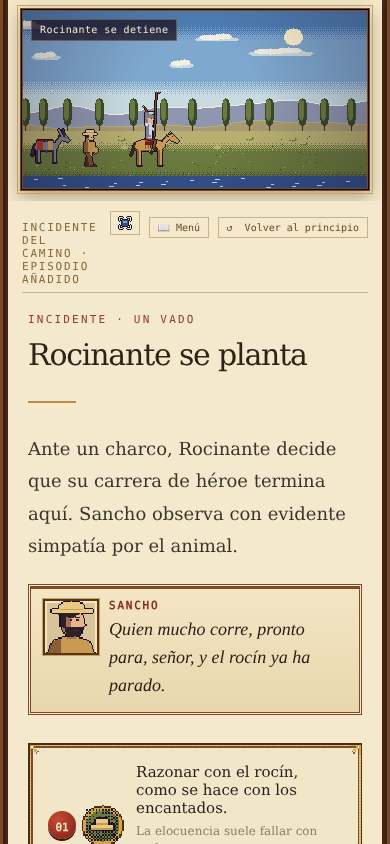 Rocinante se detiene
INCIDENTE
DEL
CAMINO ·
EPISODIO
AÑADIDO
📖 Menú
↺ Volver al principio
INCIDENTE · UN VADO
Rocinante se planta
Ante un charco, Rocinante decide
que su carrera de héroe termina
aquí. Sancho observa con evidente
simpatía por el animal.
SANCHO
Quien mucho corre, pronto
para, señor, y el rocín ya ha
parado.
01
Razonar con el rocín,
como se hace con los
encantados.
La elocuencia suele fallar con